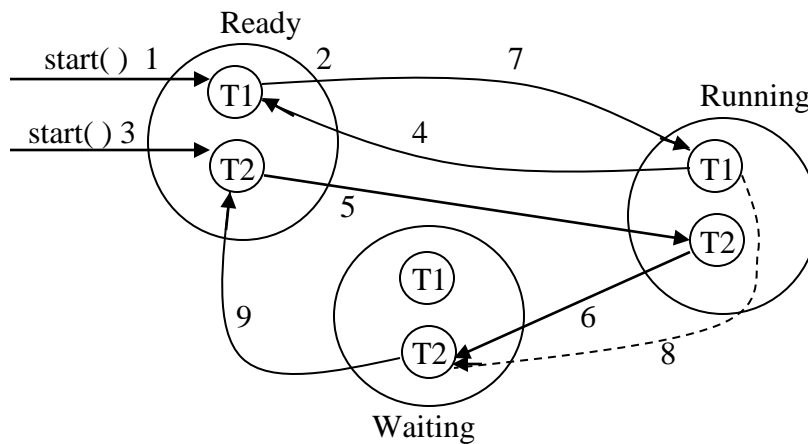 Ready
start( ) 1
2
7
T1
Running
start( ) 3
4
T1
T2
5
T2
T1
9
6
T2
8
Waiting